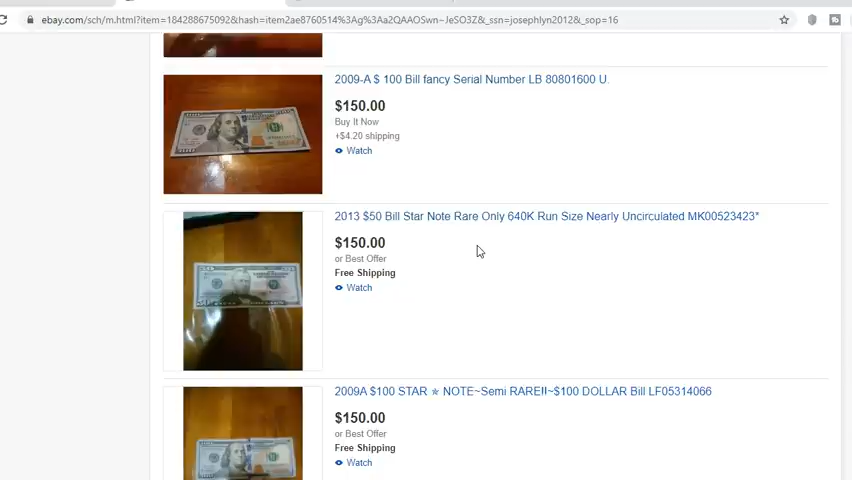 ebay.com/sch/m.html?item=184288675092&hash=item2ae8760514%3Ag%3Aa2QAAOSwn~JeSO3Z&_ssn=josephlyn2012&_sop=16
2009-A $ 100 Bill fancy Serial Number LB 80801600 U.
$150.00
Buy It Now
+$4.20 shipping
Watch
2013 $50 Bill Star Note Rare Only 640K Run Size Nearly Uncirculated MK00523423*
$150.00
or Best Offer
Free Shipping
Watch
2009A $100 STAR ✯ NOTE~Semi RARE!!~$100 DOLLAR Bill LF05314066
$150.00
or Best Offer
Free Shipping
Watch